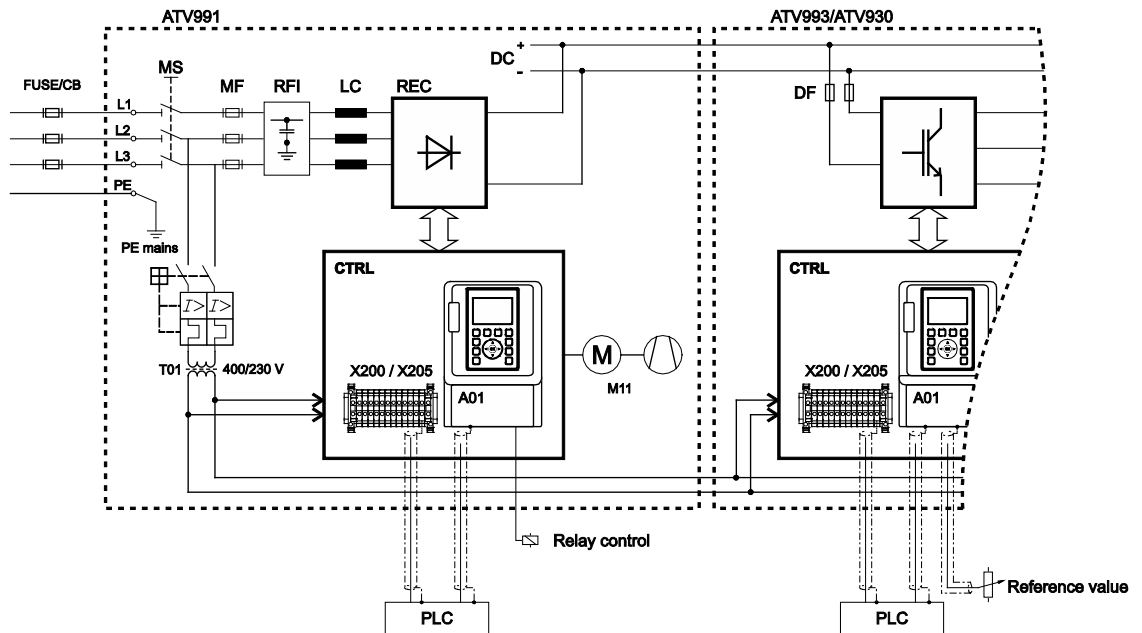 ATV991
ATV993/ATV930
DC
+
-
MS
FUSE/CB
MF
RFI
LC
REC
DF
L1
L2
L3
PE
PE mains
CTRL
CTRL
I>
I>
T01
400/230 V
X200 / X205
A01
M
M11
X200 / X205
A01
Relay control
Reference value
PLC
PLC